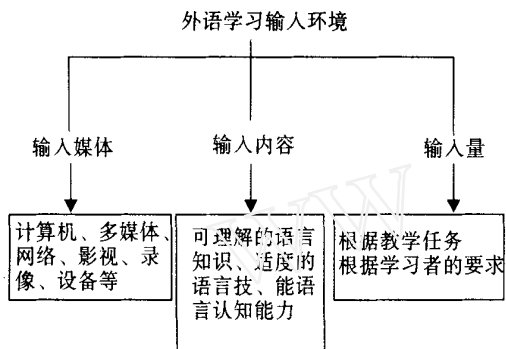 外语学习输入环境
输入媒体
输入内容
输入量
计算机、多媒体、
网络、影视、录
像、设备等
可理解的语言
知识、适度的
语言技、能语
言认知能力
根据教学任务
根据学习者的要求